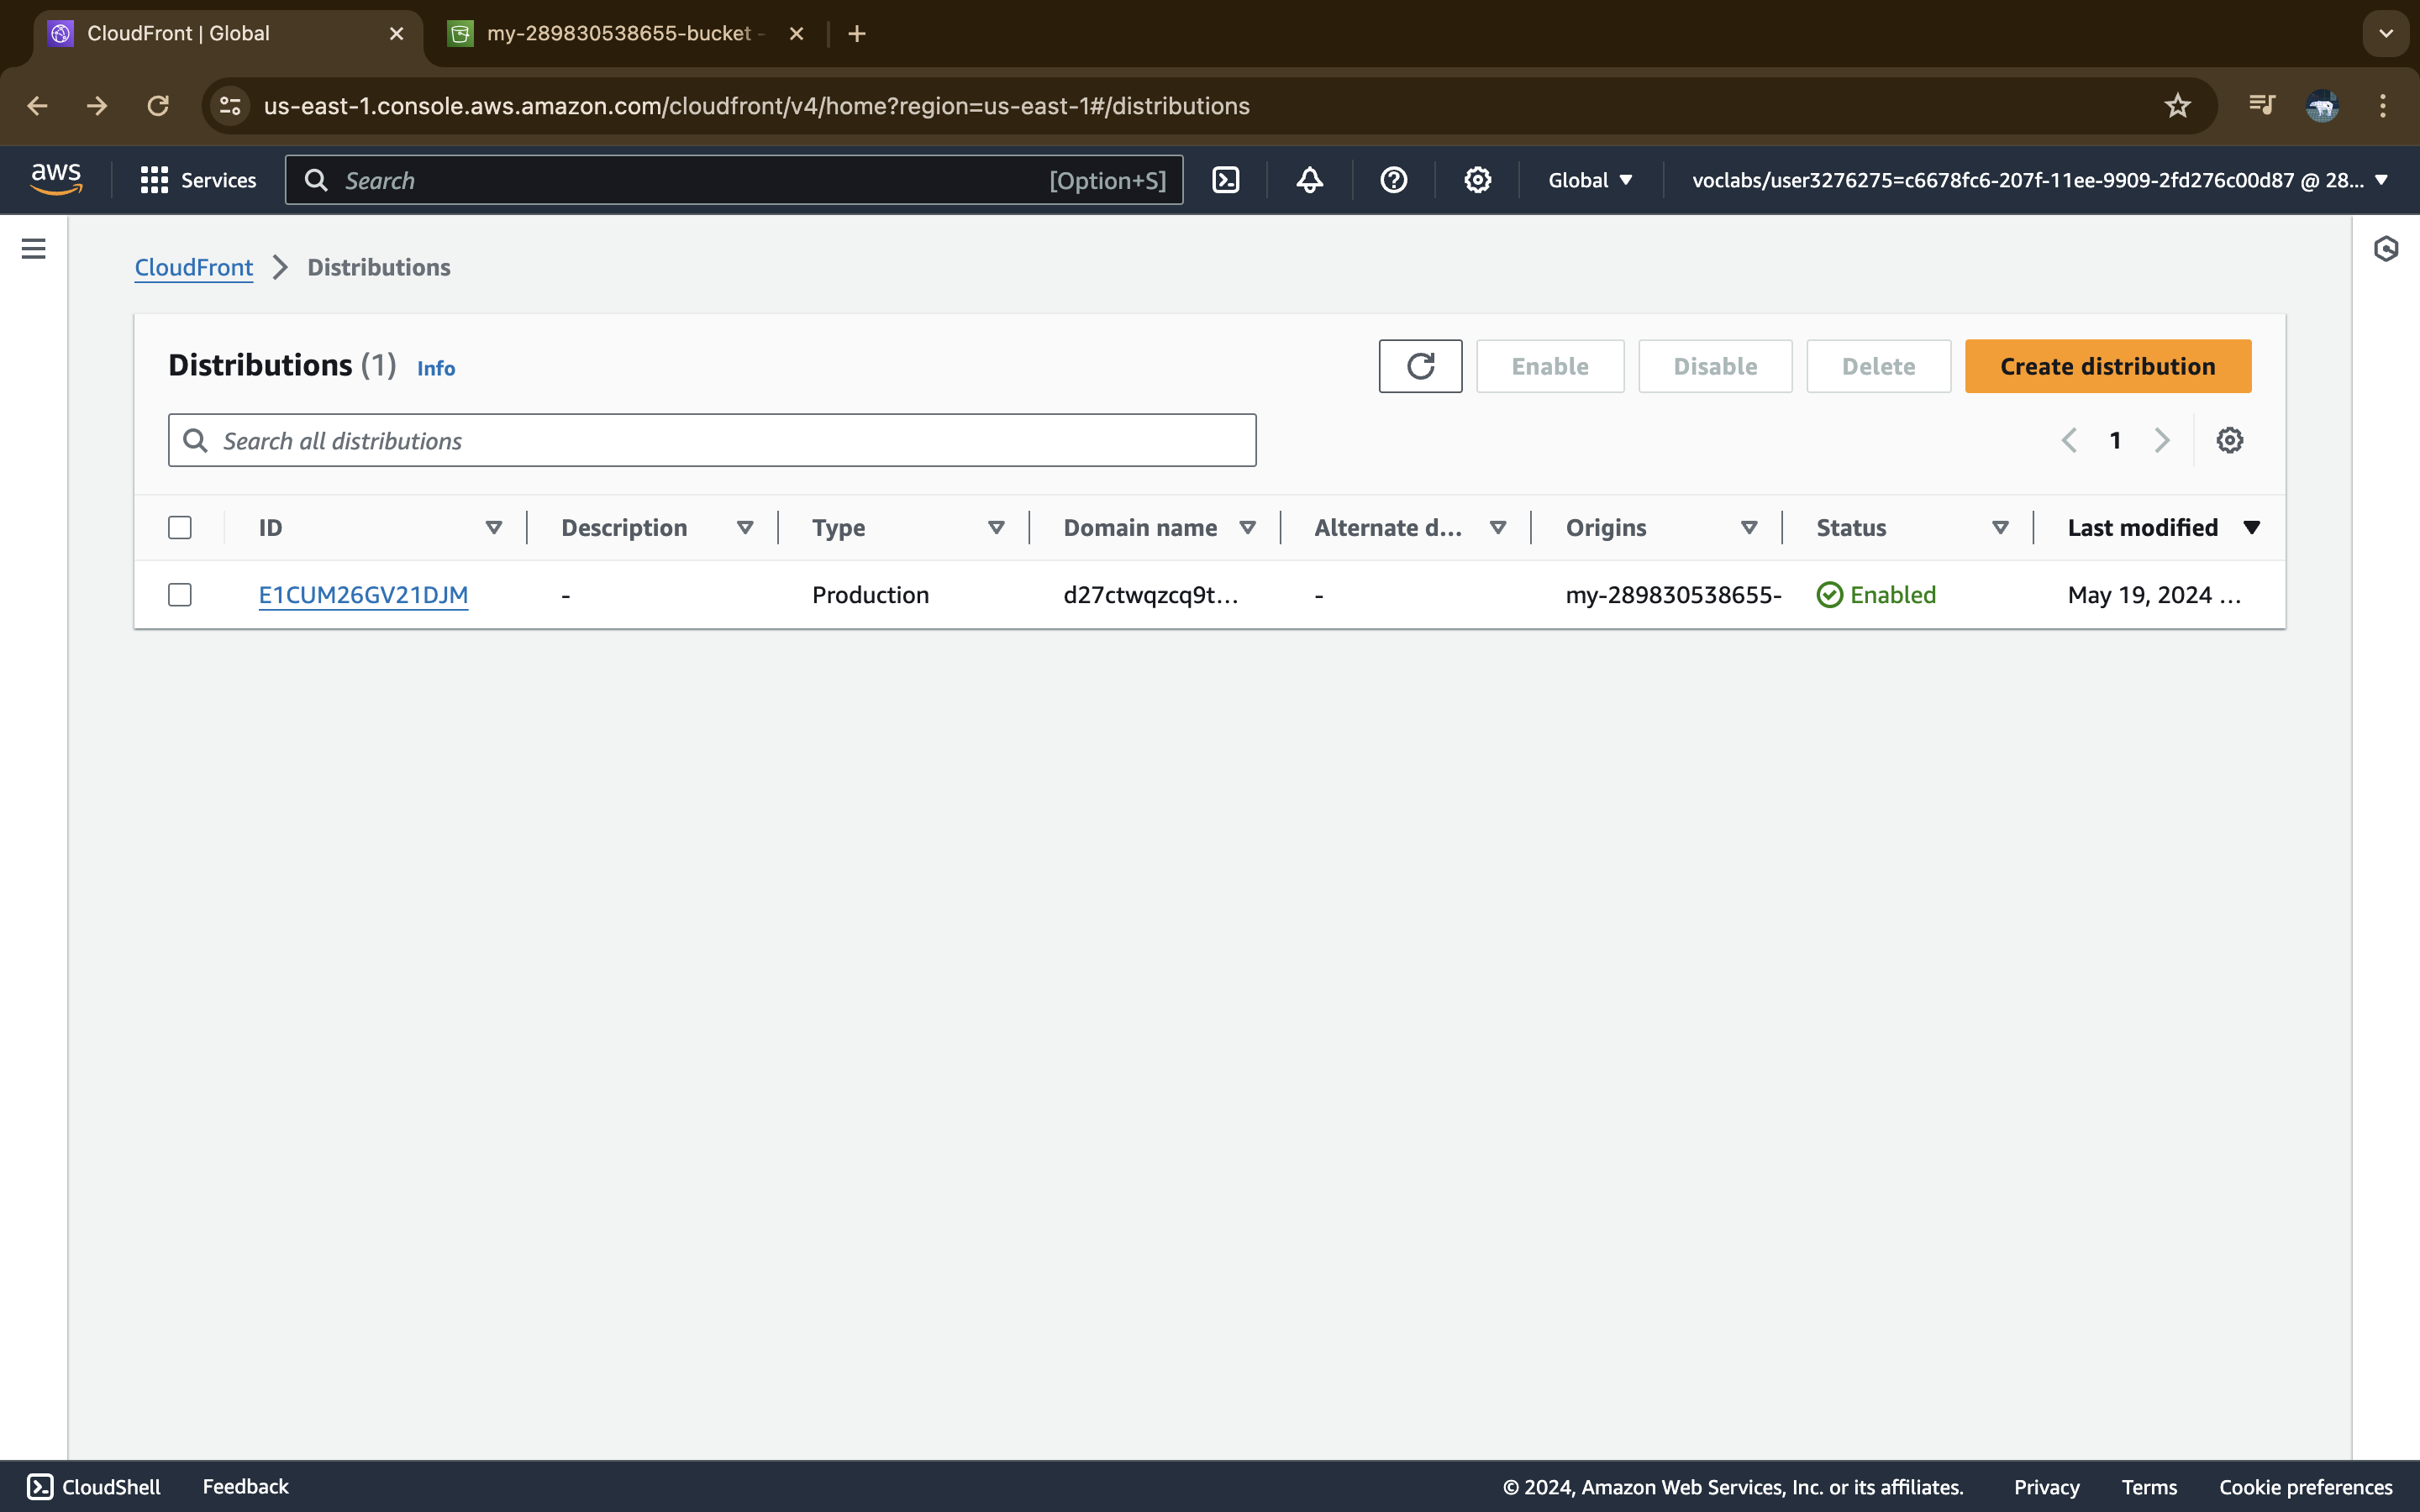 CloudFront | Global
my-289830538655-bucket -
us-east-1.console.aws.amazon.com/cloudfront/v4/home?region=us-east-1#/distributions
aws
Services
Search
[Option+S]
Global
voclabs/user3276275=c6678fc6-207f-11ee-9909-2fd276c00d87 @ 28...
CloudFront
Distributions
Distributions (1)
Info
Enable
Disable
Delete
Create distribution
Search all distributions
1
ID Description Type Domain name Alternate d... Origins Status Last modified
E1CUM26GV21DJM - Production d27ctwqzcq9t... - my-289830538655- Enabled May 19, 2024 ...
CloudShell
Feedback
© 2024, Amazon Web Services, Inc. or its affiliates.
Privacy
Terms
Cookie preferences